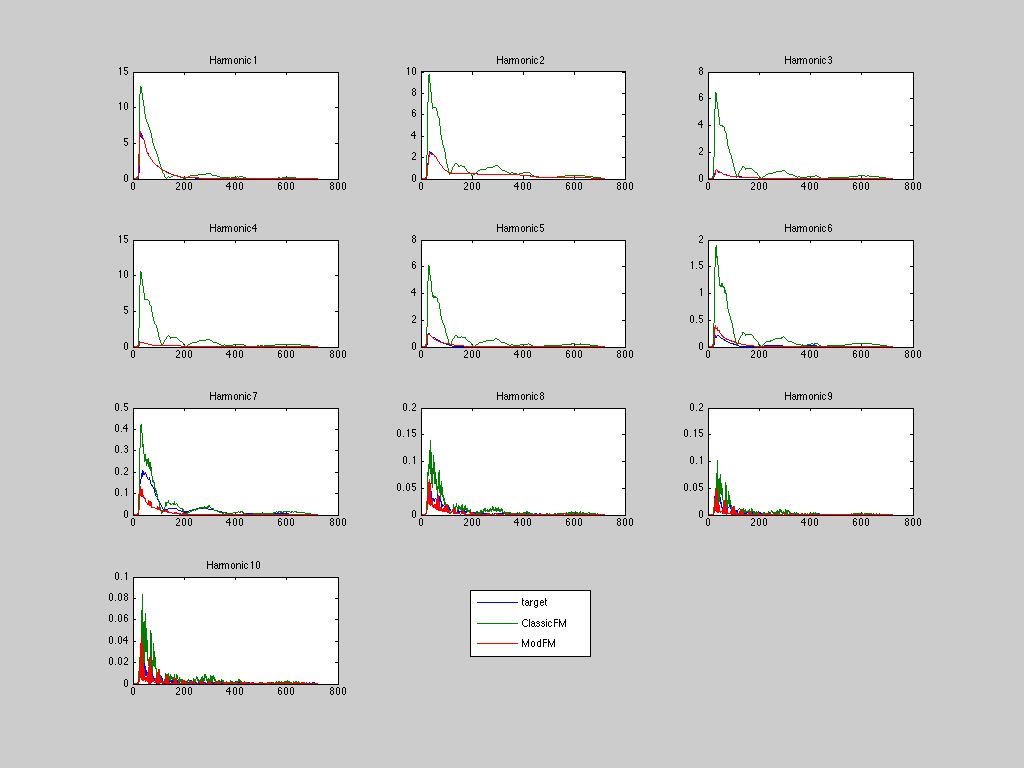 Harmonic1 Harmonic2 Harmonic3
15 10 8
10 8 6
5 6 4
0 4 2
2 0
0
0 200 400 600 800 0 200 400 600 800 0 200 400 600 800
Harmonic4 Harmonic5 Harmonic6
15 8 2
10 6 1.5
5 4 1
0 2 0.5
0 0
0 200 400 600 800 0 200 400 600 800 0 200 400 600 800
Harmonic7 Harmonic8 Harmonic9
0.5 0.2 0.2
0.4 0.15 0.15
0.3 0.1 0.1
0.2 0.05 0.05
0.1 0 0
0
0 200 400 600 800 0 200 400 600 800 0 200 400 600 800
Harmonic10
0.1
0.08
0.06
0.04
0.02
0
0 200 400 600 800
target
ClassicFM
ModFM